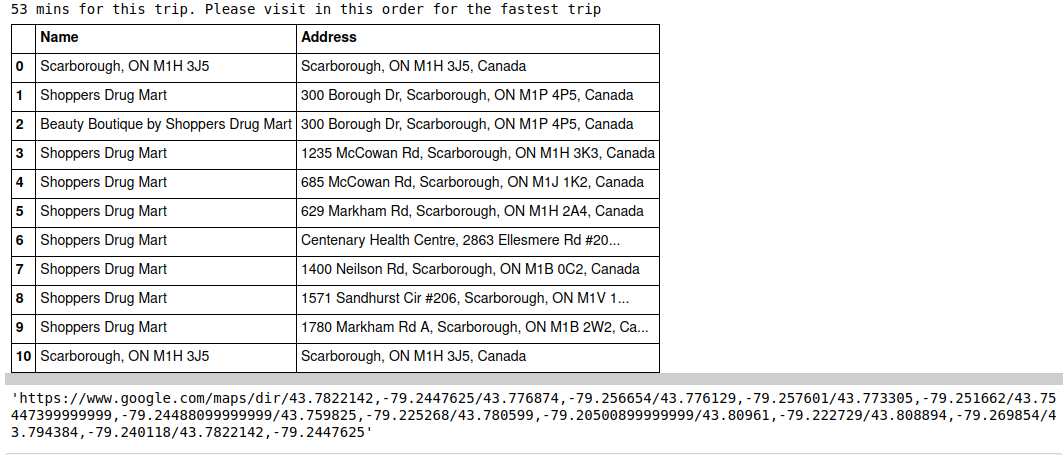 53 mins for this trip. Please visit in this order for the fastest trip
Name Address
0 Scarborough, ON M1H 3J5 Scarborough, ON M1H 3J5, Canada
1 Shoppers Drug Mart 300 Borough Dr, Scarborough, ON M1P 4P5, Canada
2 Beauty Boutique by Shoppers Drug Mart 300 Borough Dr, Scarborough, ON M1P 4P5, Canada
3 Shoppers Drug Mart 1235 McCowan Rd, Scarborough, ON M1H 3K3, Canada
4 Shoppers Drug Mart 685 McCowan Rd, Scarborough, ON M1J 1K2, Canada
5 Shoppers Drug Mart 629 Markham Rd, Scarborough, ON M1H 2A4, Canada
6 Shoppers Drug Mart Centenary Health Centre, 2863 Ellesmere Rd #20...
7 Shoppers Drug Mart 1400 Neilson Rd, Scarborough, ON M1B 0C2, Canada
8 Shoppers Drug Mart 1571 Sandhurst Cir #206, Scarborough, ON M1V 1...
9 Shoppers Drug Mart 1780 Markham Rd A, Scarborough, ON M1B 2W2, Ca...
10 Scarborough, ON M1H 3J5 Scarborough, ON M1H 3J5, Canada
'https://www.google.com/maps/dir/43.7822142,-79.2447625/43.776874,-79.256654/43.776129,-79.257601/43.773305,-79.251662/43.75
447399999999,-79.24488099999999/43.759825,-79.225268/43.780599,-79.20500899999999/43.80961,-79.222729/43.808894,-79.269854/4
3.794384,-79.240118/43.7822142,-79.2447625'